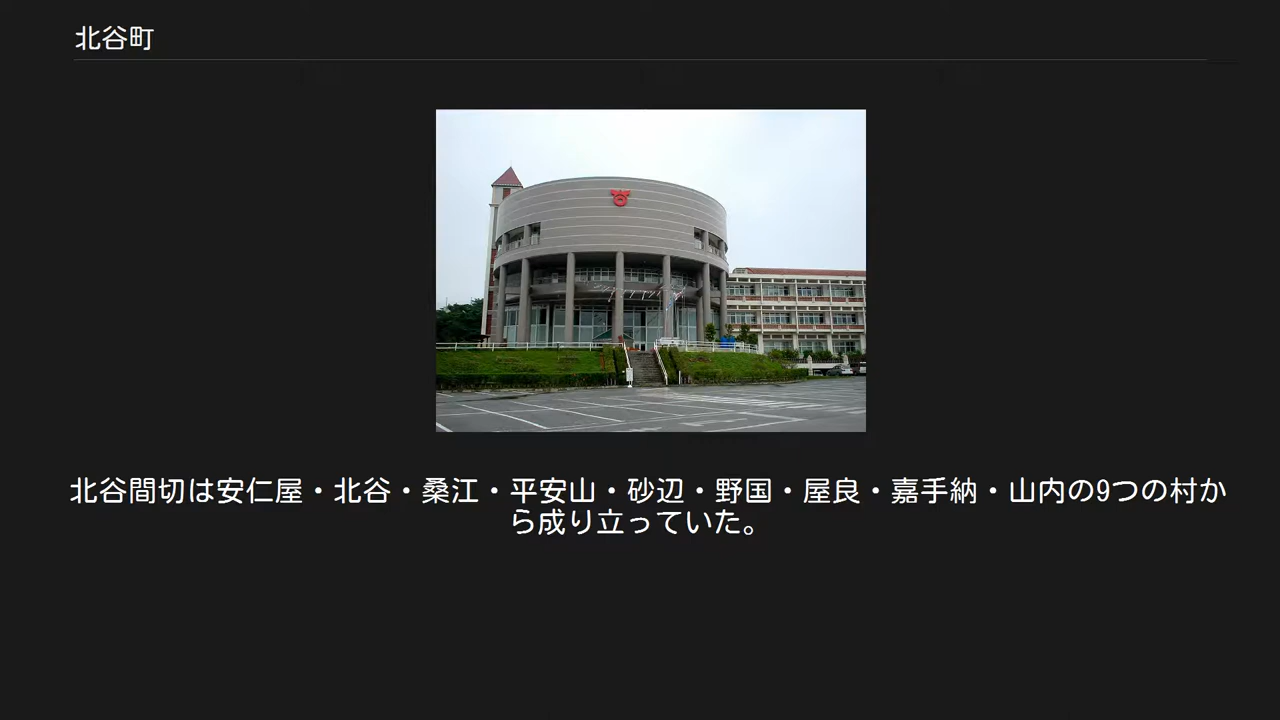 北谷町
北谷間切は安仁屋・北谷・桑江・平安山・砂辺・野国・屋良・嘉手納・山内の9つの村か
ら成り立っていた。